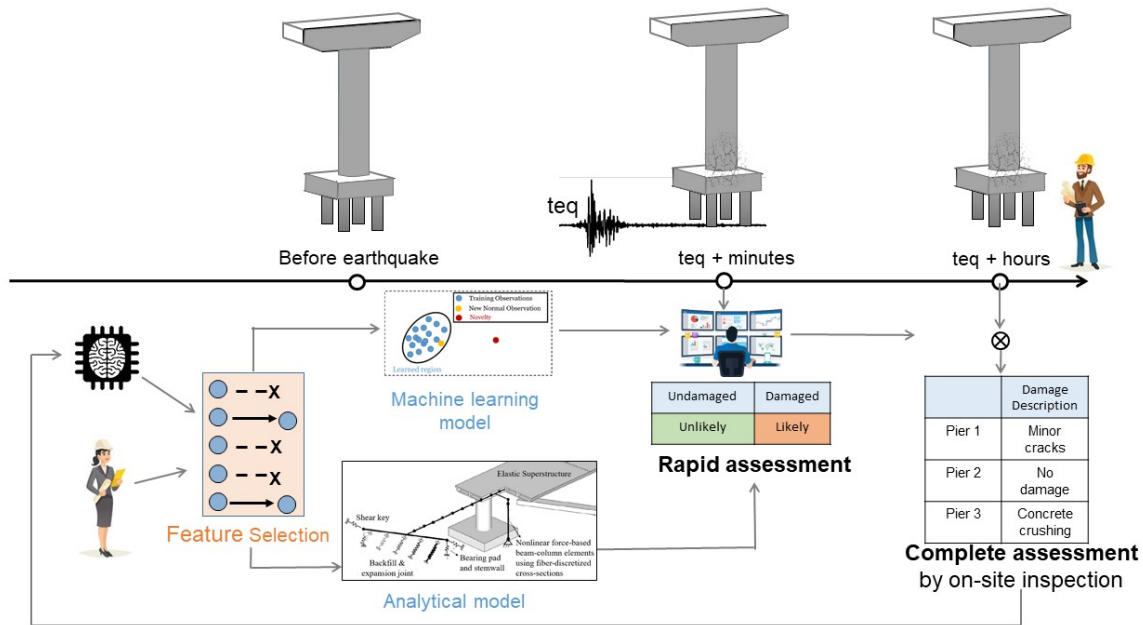 teq
Before earthquake
teq + minutes
teq + hours
Training Observations
New Normal Observation
Novelty
Learned region
Machine learning
model
X
X
X
Feature Selection
Undamaged
Damaged
Unlikely
Likely
Rapid assessment
Damage
Description
Pier 1
Minor
cracks
Pier 2
No
damage
Pier 3
Concrete
crushing
Complete assessment
by on-site inspection
Elastic Superstructure
Shear key
Backfill &
expansion joint
Bearing pad
and stemwall
Nonlinear force-based
beam-column elements
using fiber-discretized
cross-sections
Analytical model